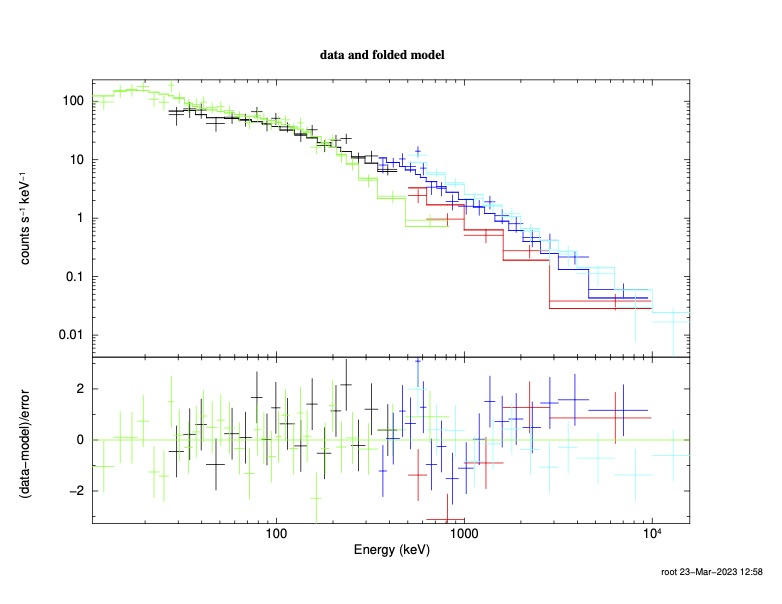 data and folded model
counts s⁻¹ keV⁻¹
100
10
1
0.1
0.01
(data−model)/error
2
0
−2
100
1000
10⁴
Energy (keV)
root 23−Mar−2023 12:58